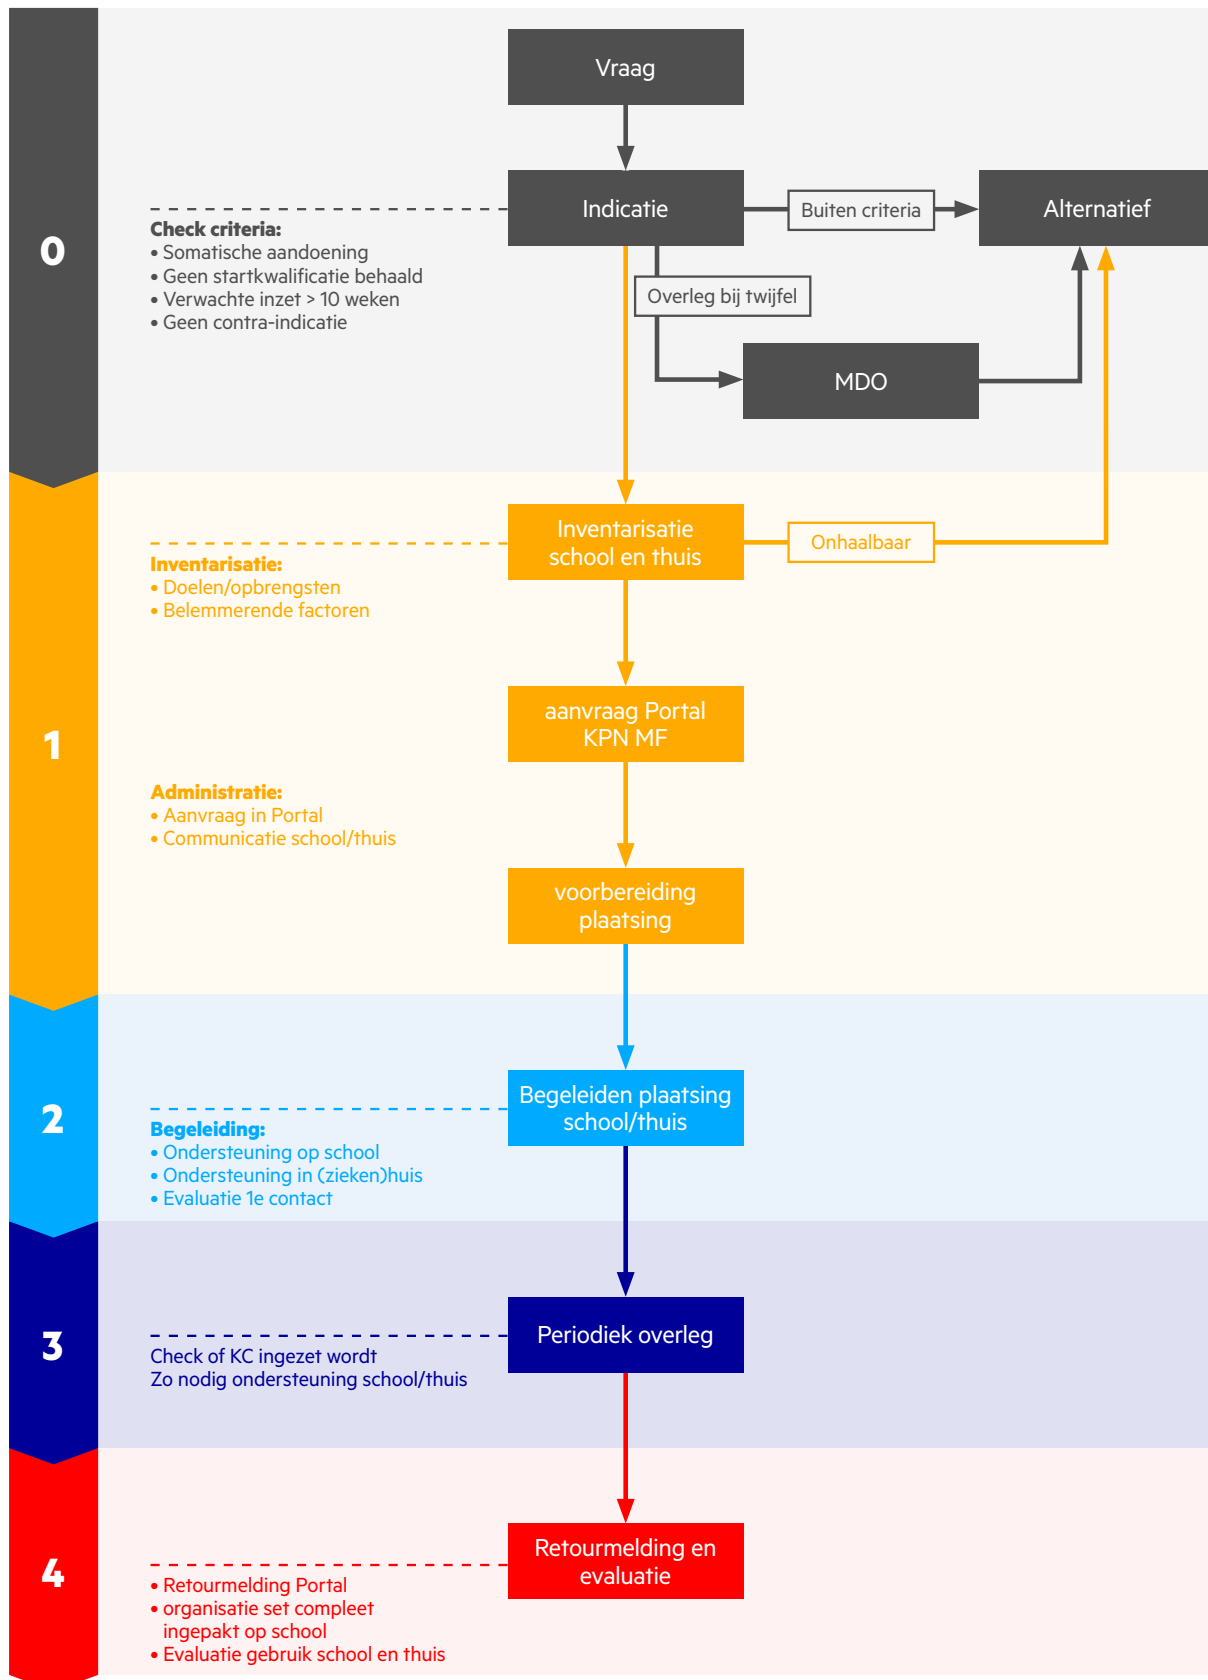 Vraag
0
Indicatie
Buiten criteria
Alternatief
Check criteria:
• Somatische aandoening
• Geen startkwalificatie behaald
• Verwachte inzet > 10 weken
• Geen contra-indicatie
Overleg bij twijfel
MDO
1
Inventarisatie
school en thuis
Onhaalbaar
Inventarisatie:
• Doelen/opbrengsten
• Belemmerende factoren
aanvraag Portal
KPN MF
Administratie:
• Aanvraag in Portal
• Communicatie school/thuis
voorbereiding
plaatsing
2
Begeleiden plaatsing
school/thuis
Begeleiding:
• Ondersteuning op school
• Ondersteuning in (zieken)huis
• Evaluatie 1e contact
3
Periodiek overleg
Check of KC ingezet wordt
Zo nodig ondersteuning school/thuis
4
Retourmelding en
evaluatie
• Retourmelding Portal
• organisatie set compleet
ingepakt op school
• Evaluatie gebruik school en thuis